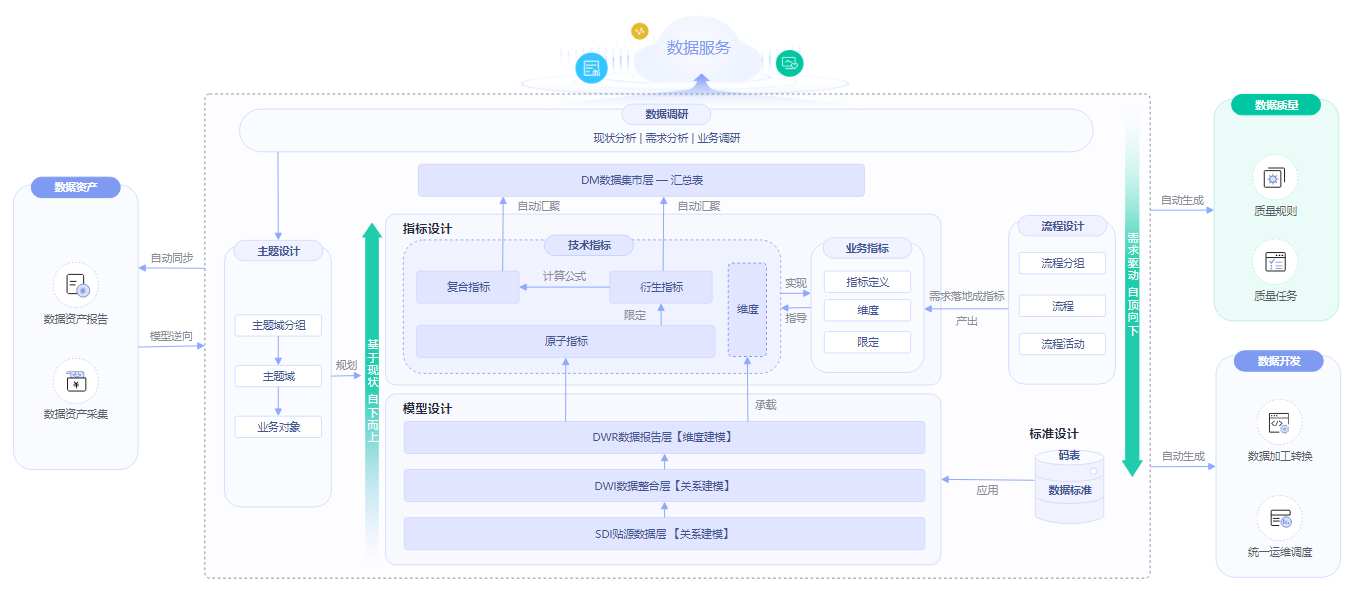 数据服务
数据调研
现状分析 | 需求分析 | 业务调研
DM数据集市层 — 汇总表
自动汇聚
自动汇聚
数据资产
数据资产报告
数据资产采集
自动同步
模型逆向
主题设计
主题域分组
主题域
业务对象
规划
基于现状 自下而上
指标设计
技术指标
复合指标
计算公式
衍生指标
限定
原子指标
维度
实现
指导
业务指标
指标定义
维度
限定
需求落地成指标
产出
流程设计
流程分组
流程
流程活动
模型设计
承载
DWR数据报告层【维度建模】
DWI数据整合层【关系建模】
SDI贴源数据层 【关系建模】
应用
标准设计
码表
数据标准
需求驱动 自顶向下
自动生成
自动生成
数据质量
质量规则
质量任务
数据开发
数据加工转换
统一运维调度